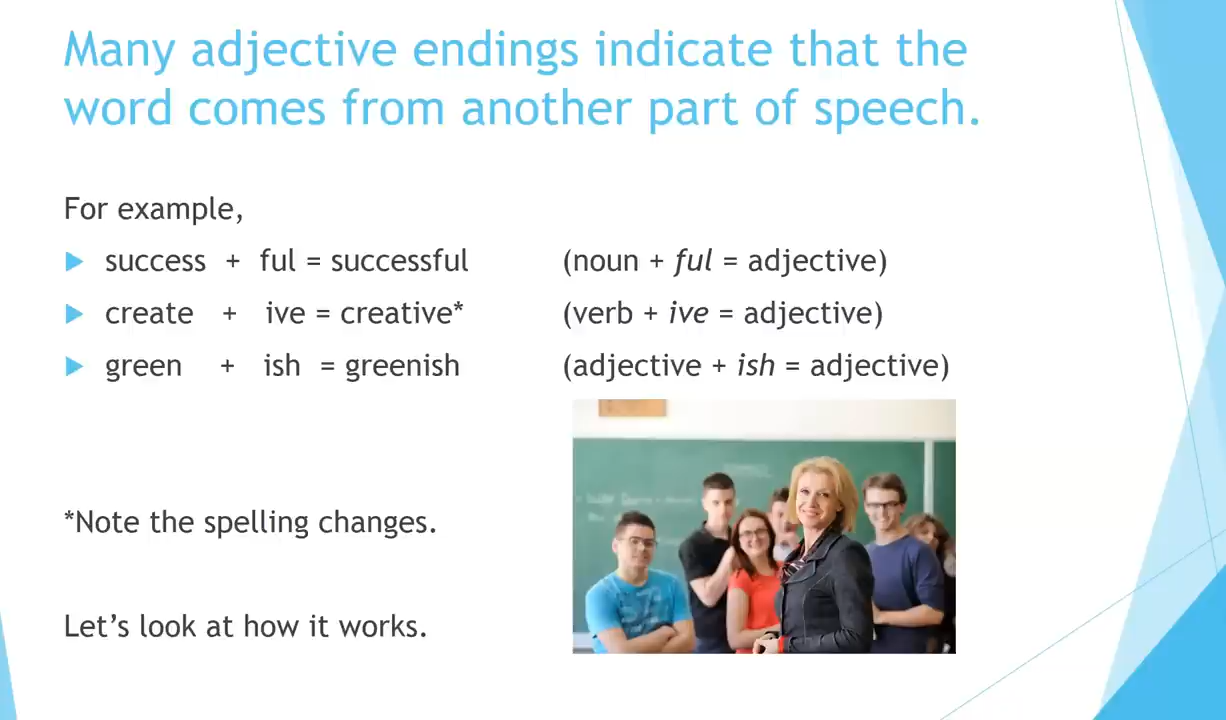 Many adjective endings indicate that the
word comes from another part of speech.
For example,
success + ful = successful (noun + ful = adjective)
create + ive = creative* (verb + ive = adjective)
green + ish = greenish (adjective + ish = adjective)
*Note the spelling changes.
Let’s look at how it works.